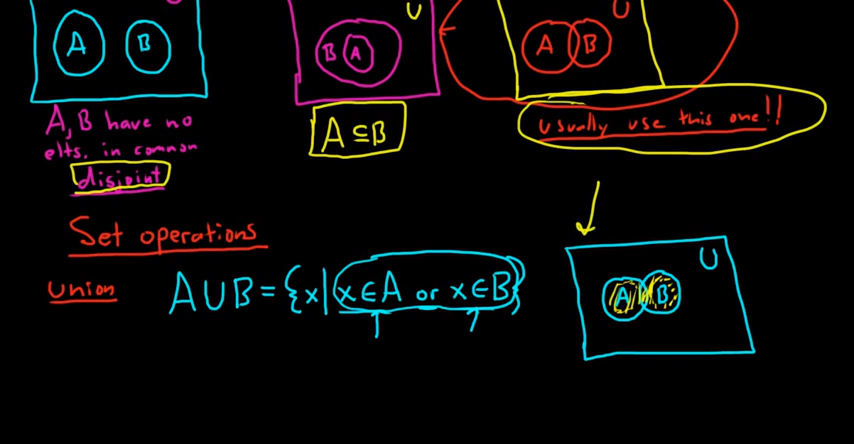 U
U
A B
B A
A B
A, B have no
elts. in common
disjoint
A ⊆ B
usually use this one!!
Set operations
union
A ∪ B = {x | x ∈ A or x ∈ B}
U
A B